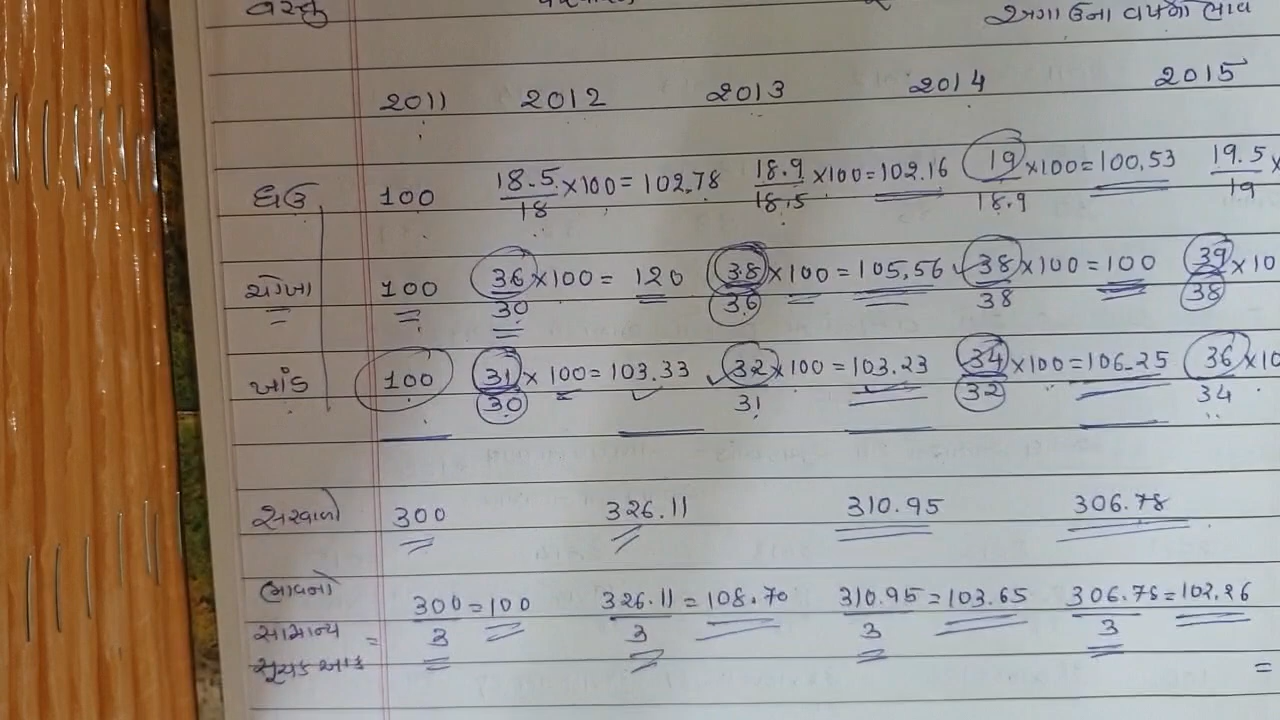 વસ્તુ અગાઉના વર્ષનો ભાવ
2011 2012 2013 2014 2015
ઘઉં 100 18.5/18 × 100 = 102.78 18.9/18.5 × 100 = 102.16 19/18.9 × 100 = 100.53 19.5/19 ×
ચોખા 100 36/30 × 100 = 120 38/36 × 100 = 105.56 38/38 × 100 = 100 39/38 × 10
ખાંડ 100 31/30 × 100 = 103.33 32/31 × 100 = 103.23 34/32 × 100 = 106.25 36/34 × 10
સરવાળો 300 326.11 310.95 306.78
ભાવનો સામાન્ય સૂચક આંક = 300/3 = 100 326.11/3 = 108.70 310.95/3 = 103.65 306.78/3 = 102.26 =